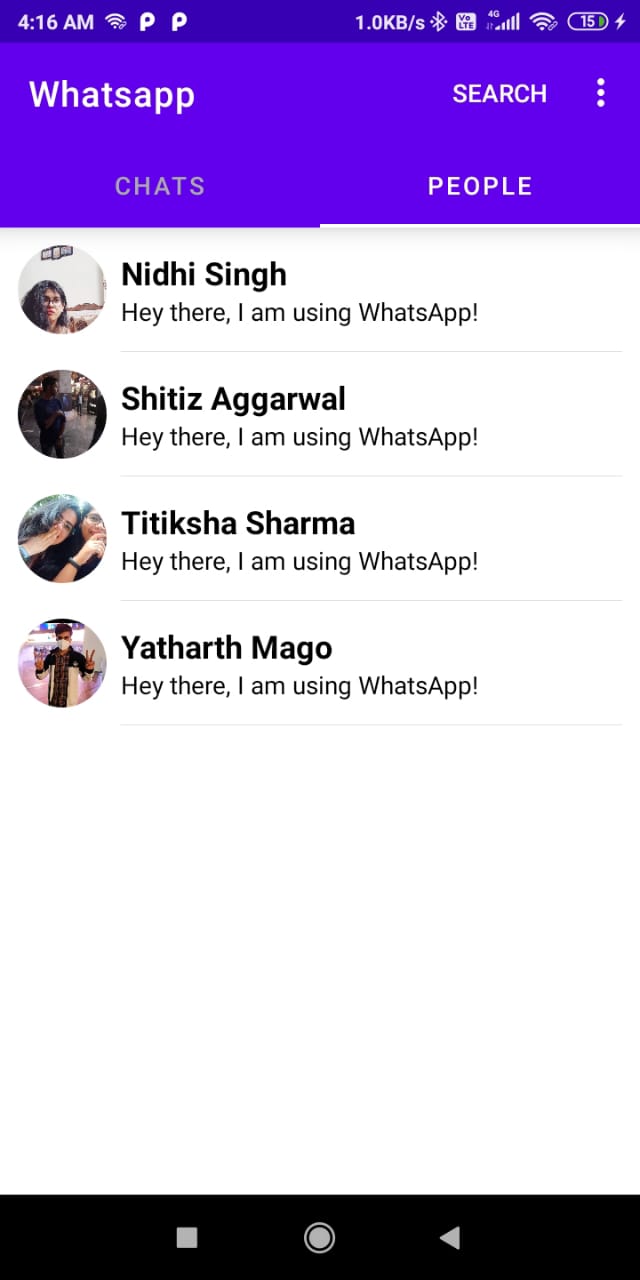 4:16 AM P P 1.0KB/s Vo LTE 4G 15
Whatsapp SEARCH
CHATS PEOPLE
Nidhi Singh
Hey there, I am using WhatsApp!
Shitiz Aggarwal
Hey there, I am using WhatsApp!
Titiksha Sharma
Hey there, I am using WhatsApp!
Yatharth Mago
Hey there, I am using WhatsApp!